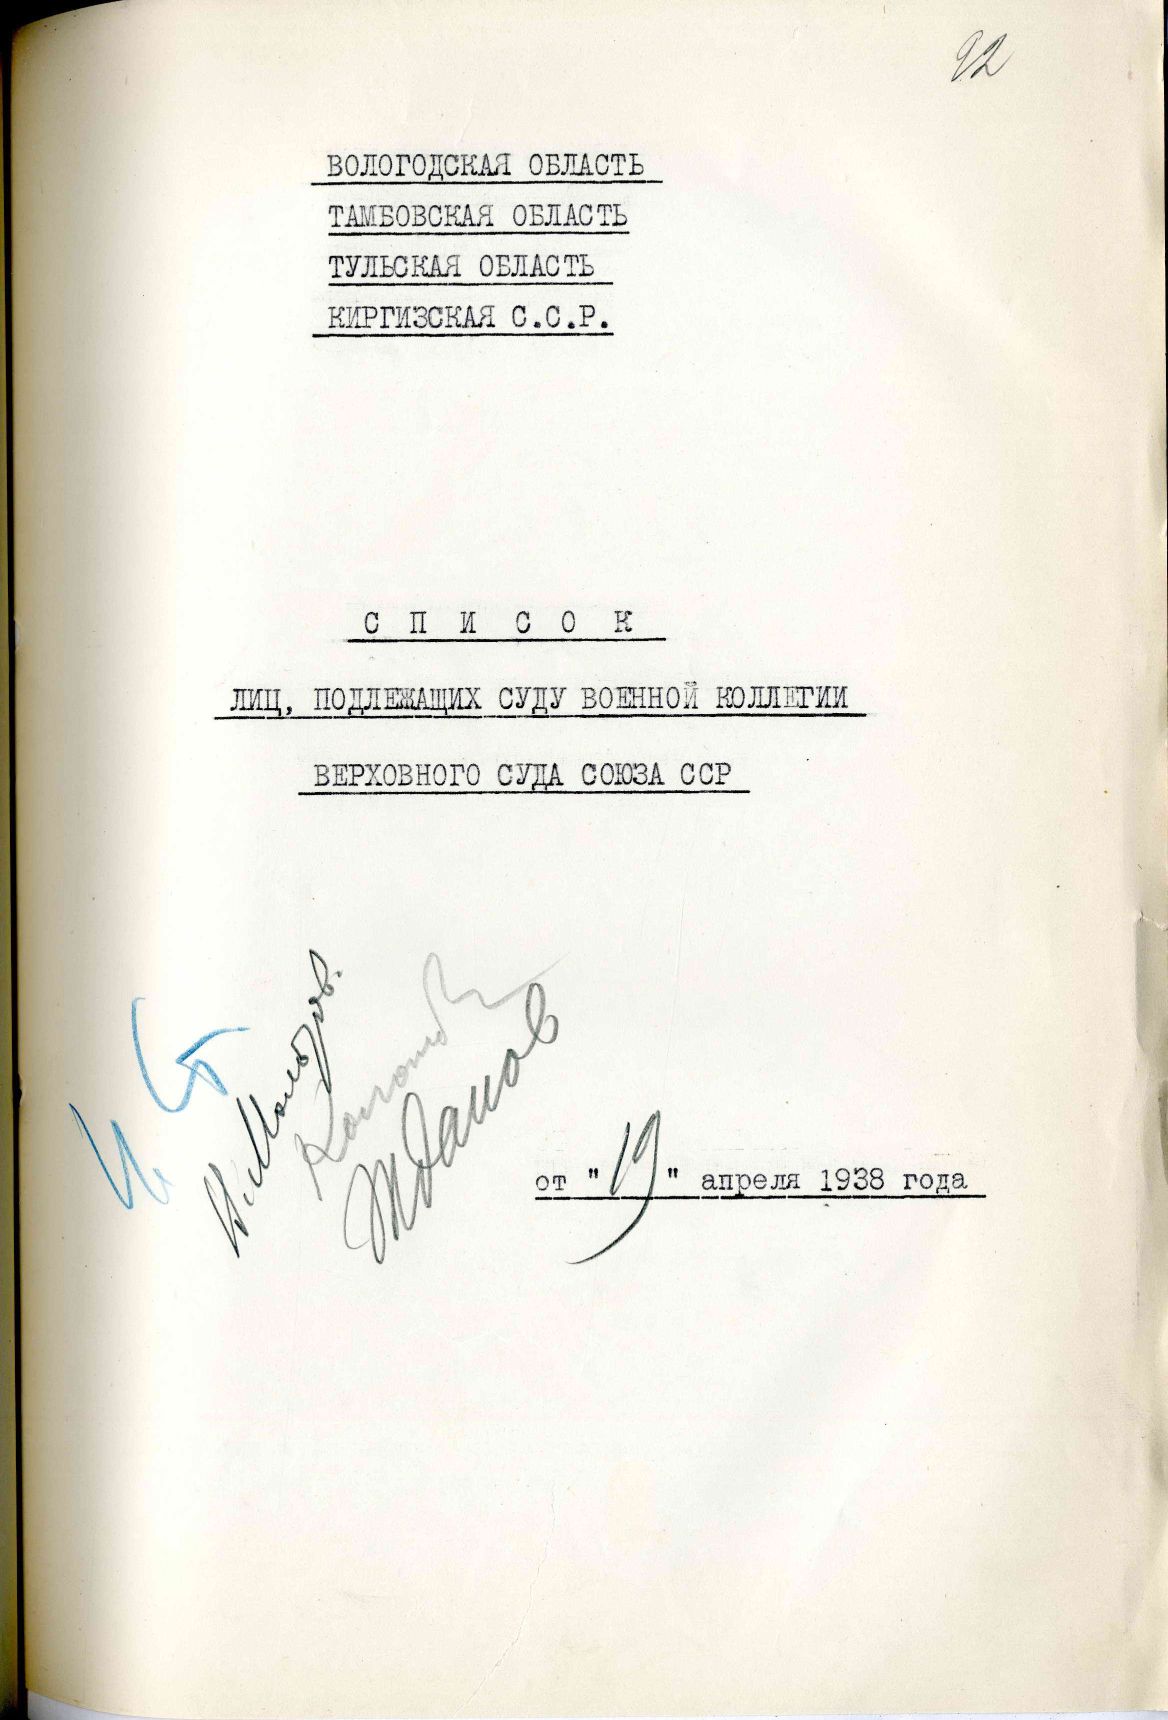 92
ВОЛОГОДСКАЯ ОБЛАСТЬ
ТАМБОВСКАЯ ОБЛАСТЬ
ТУЛЬСКАЯ ОБЛАСТЬ
КИРГИЗСКАЯ С.С.Р.
С П И С О К
ЛИЦ, ПОДЛЕЖАЩИХ СУДУ ВОЕННОЙ КОЛЛЕГИИ
ВЕРХОВНОГО СУДА СОЮЗА ССР
И Ст
В. Молотов.
Жданов
от "19" апреля 1938 года